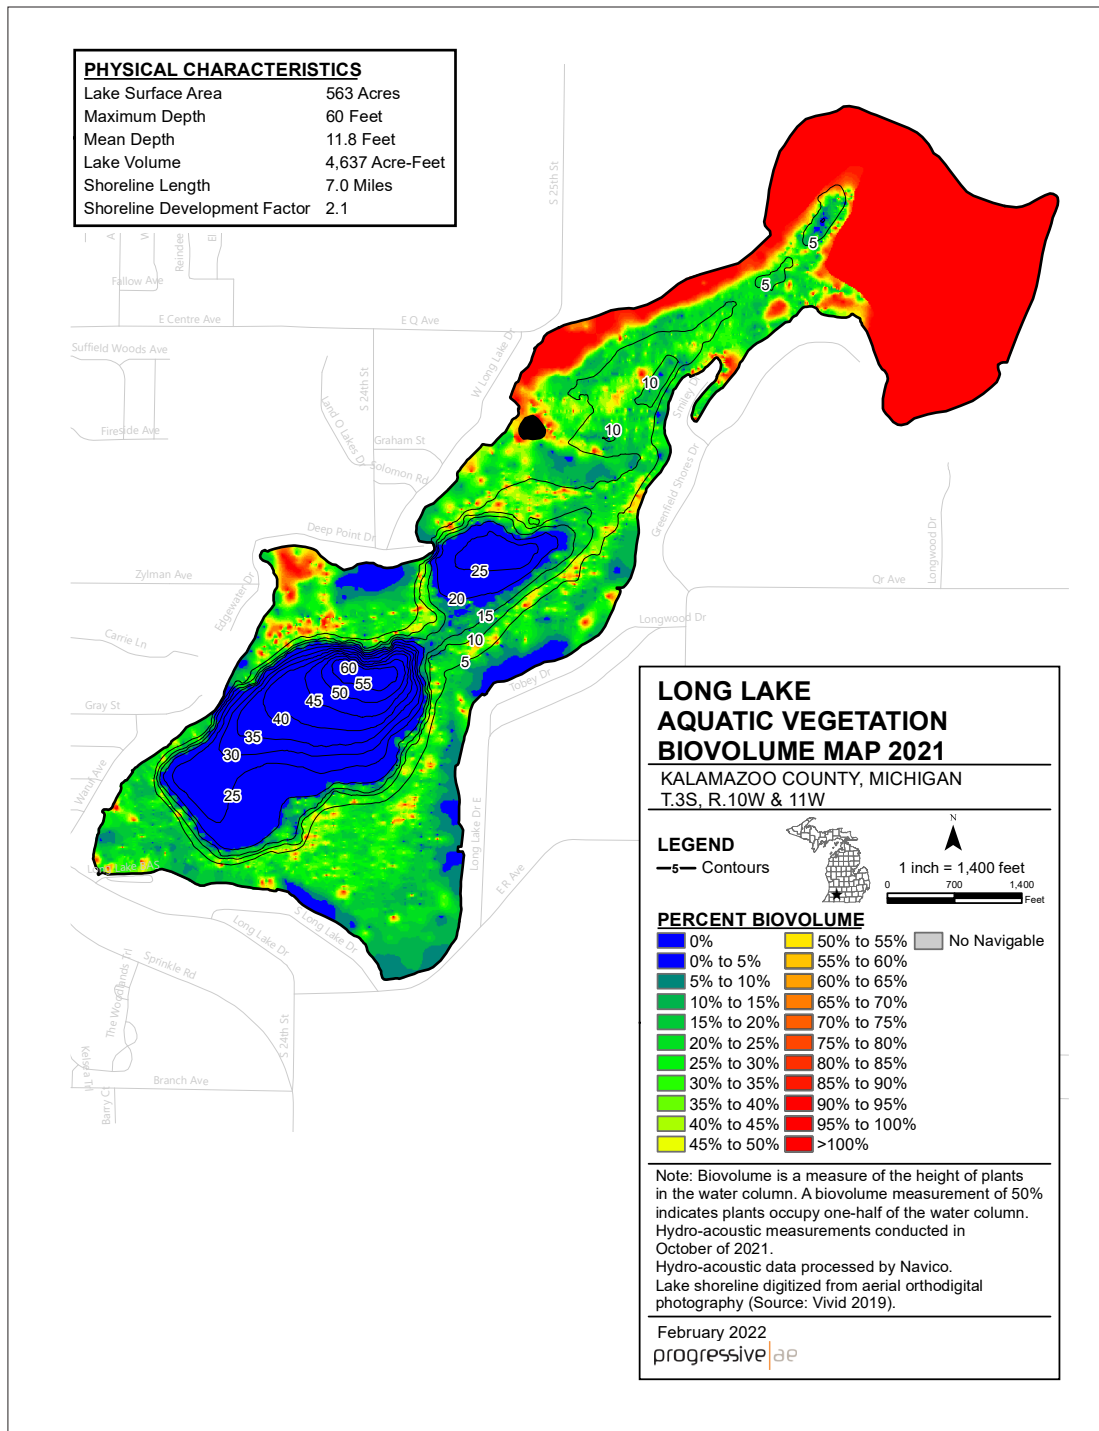 PHYSICAL CHARACTERISTICS
Lake Surface Area 563 Acres
Maximum Depth 60 Feet
Mean Depth 11.8 Feet
Lake Volume 4,637 Acre-Feet
Shoreline Length 7.0 Miles
Shoreline Development Factor 2.1
S 25th St
A
W
Reindee
El
Fallow Ave
E Centre Ave
E Q Ave
Suffield Woods Ave
S 24th St
W Long Lake Dr
Land O Lakes Dr
Fireside Ave
Graham St
Solomon Rd
Smiley Dr
Greenfield Shores Dr
Deep Point Dr
Zylman Ave
Edgewater Dr
Qr Ave
Longwood Dr
Longwood Dr
Carrie Ln
Tobey Dr
Gray St
Waruf Ave
Long Lake Dr E
E R Ave
Long Lake
S Long Lake Dr
Long Lake Dr
Sprinkle Rd
The Woodlands Trl
S 24th St
Kelsea Trl
Branch Ave
Barry C
5
5
10
10
25
20
15
10
5
60
55
50
45
40
35
30
25
LONG LAKE
AQUATIC VEGETATION
BIOVOLUME MAP 2021
KALAMAZOO COUNTY, MICHIGAN
T.3S, R.10W & 11W
LEGEND
5 Contours
N
1 inch = 1,400 feet
0 700 1,400
Feet
PERCENT BIOVOLUME
0% 50% to 55% No Navigable
0% to 5% 55% to 60%
5% to 10% 60% to 65%
10% to 15% 65% to 70%
15% to 20% 70% to 75%
20% to 25% 75% to 80%
25% to 30% 80% to 85%
30% to 35% 85% to 90%
35% to 40% 90% to 95%
40% to 45% 95% to 100%
45% to 50% >100%
Note: Biovolume is a measure of the height of plants
in the water column. A biovolume measurement of 50%
indicates plants occupy one-half of the water column.
Hydro-acoustic measurements conducted in
October of 2021.
Hydro-acoustic data processed by Navico.
Lake shoreline digitized from aerial orthodigital
photography (Source: Vivid 2019).
February 2022
progressive ae